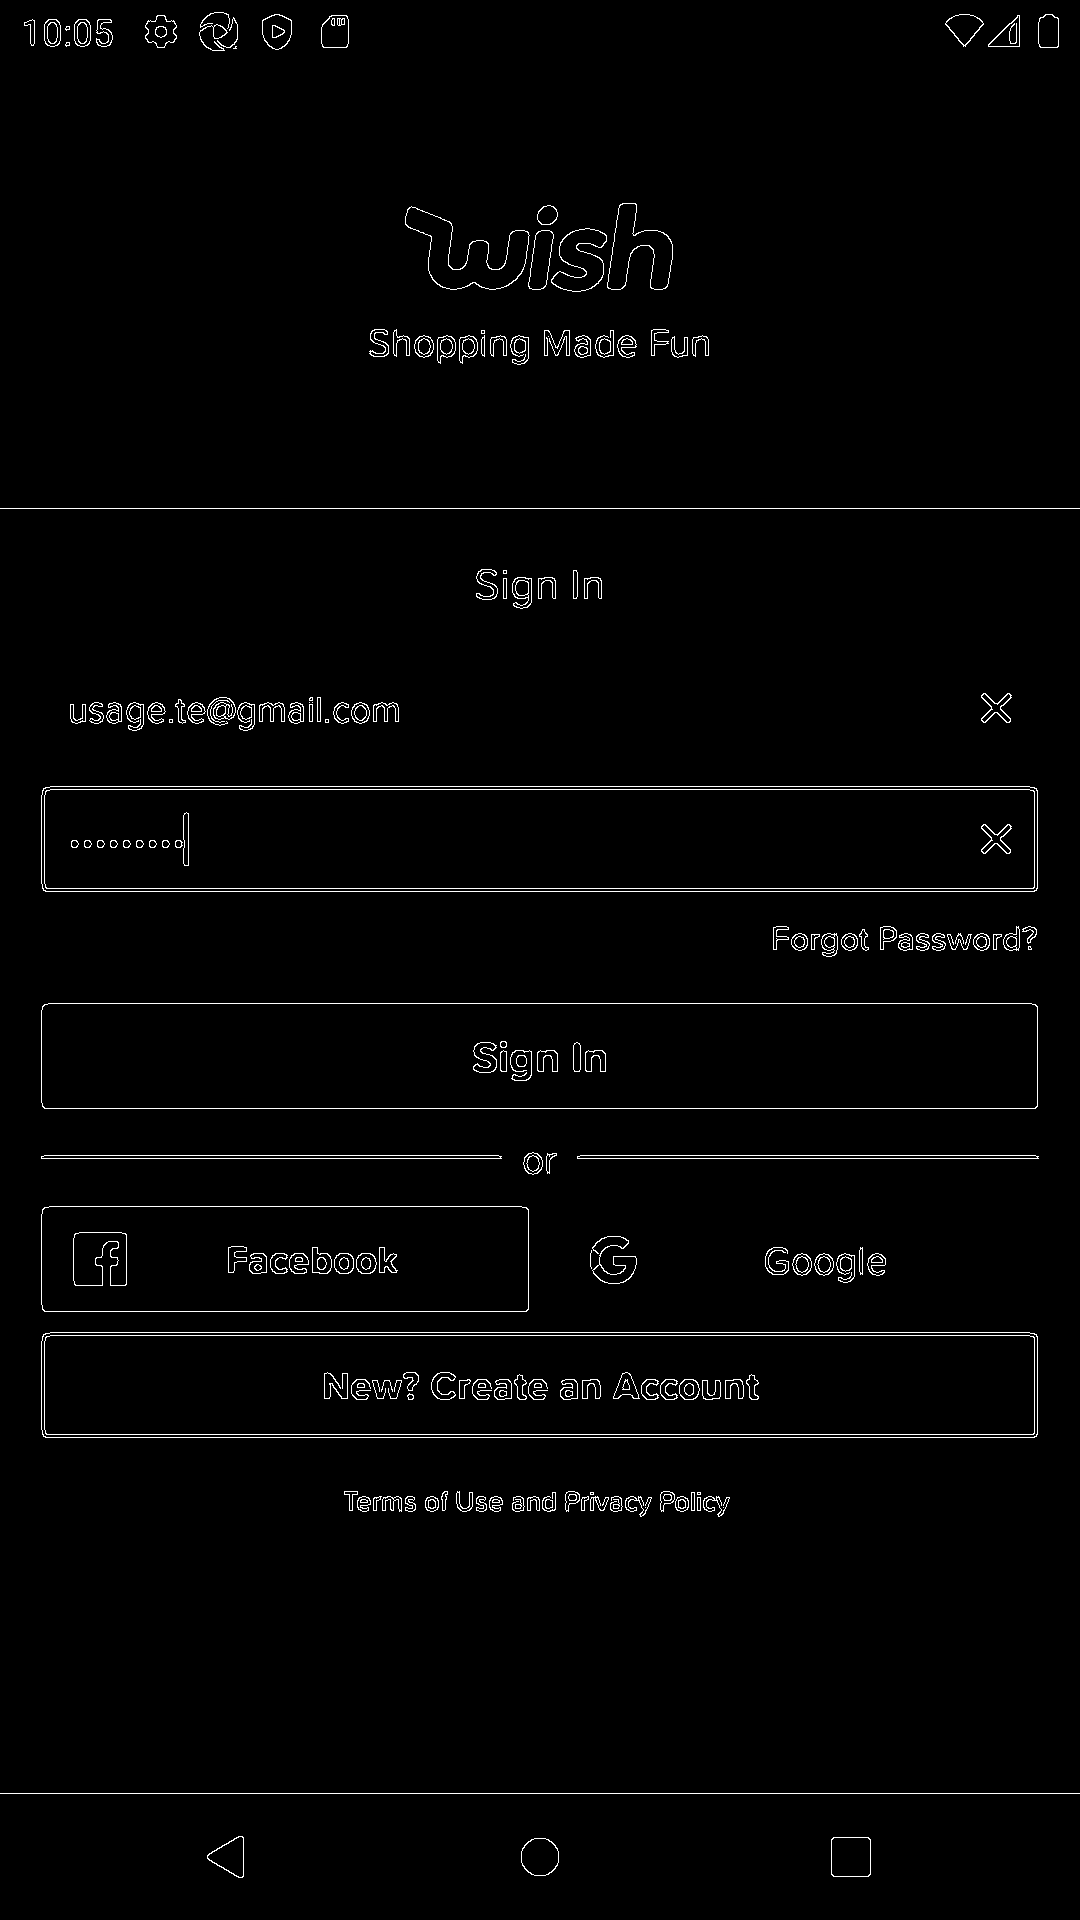 10:05
wish
Shopping Made Fun
Sign In
usage.te@gmail.com
Forgot Password?
Sign In
or
Facebook
Google
New? Create an Account
Terms of Use and Privacy Policy